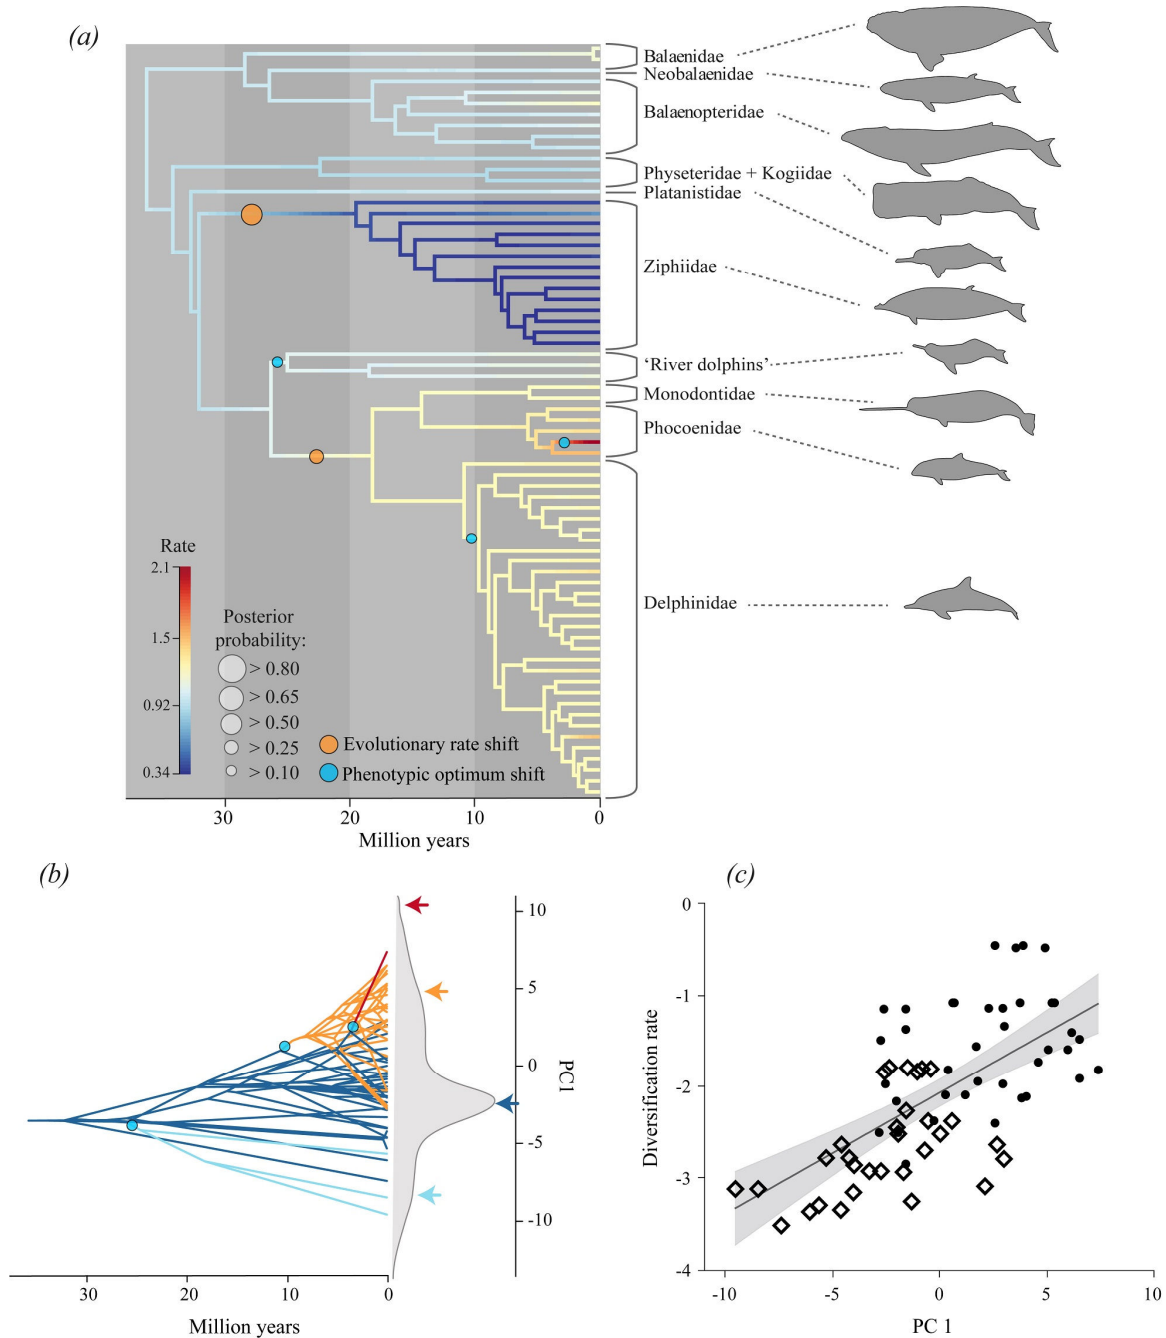 (a)
Balaenidae
Neobalaenidae
Balaenopteridae
Physeteridae + Kogiidae
Platanistidae
Ziphiidae
‘River dolphins’
Monodontidae
Phocoenidae
Delphinidae
Rate
2.1
1.5
0.92
0.34
Posterior
probability:
> 0.80
> 0.65
> 0.50
> 0.25
> 0.10
Evolutionary rate shift
Phenotypic optimum shift
30 20 10 0
Million years
(b)
10
5
0
-5
-10
PC1
30 20 10 0
Million years
(c)
0
-1
-2
-3
-4
Diversification rate
-10 -5 0 5 10
PC 1